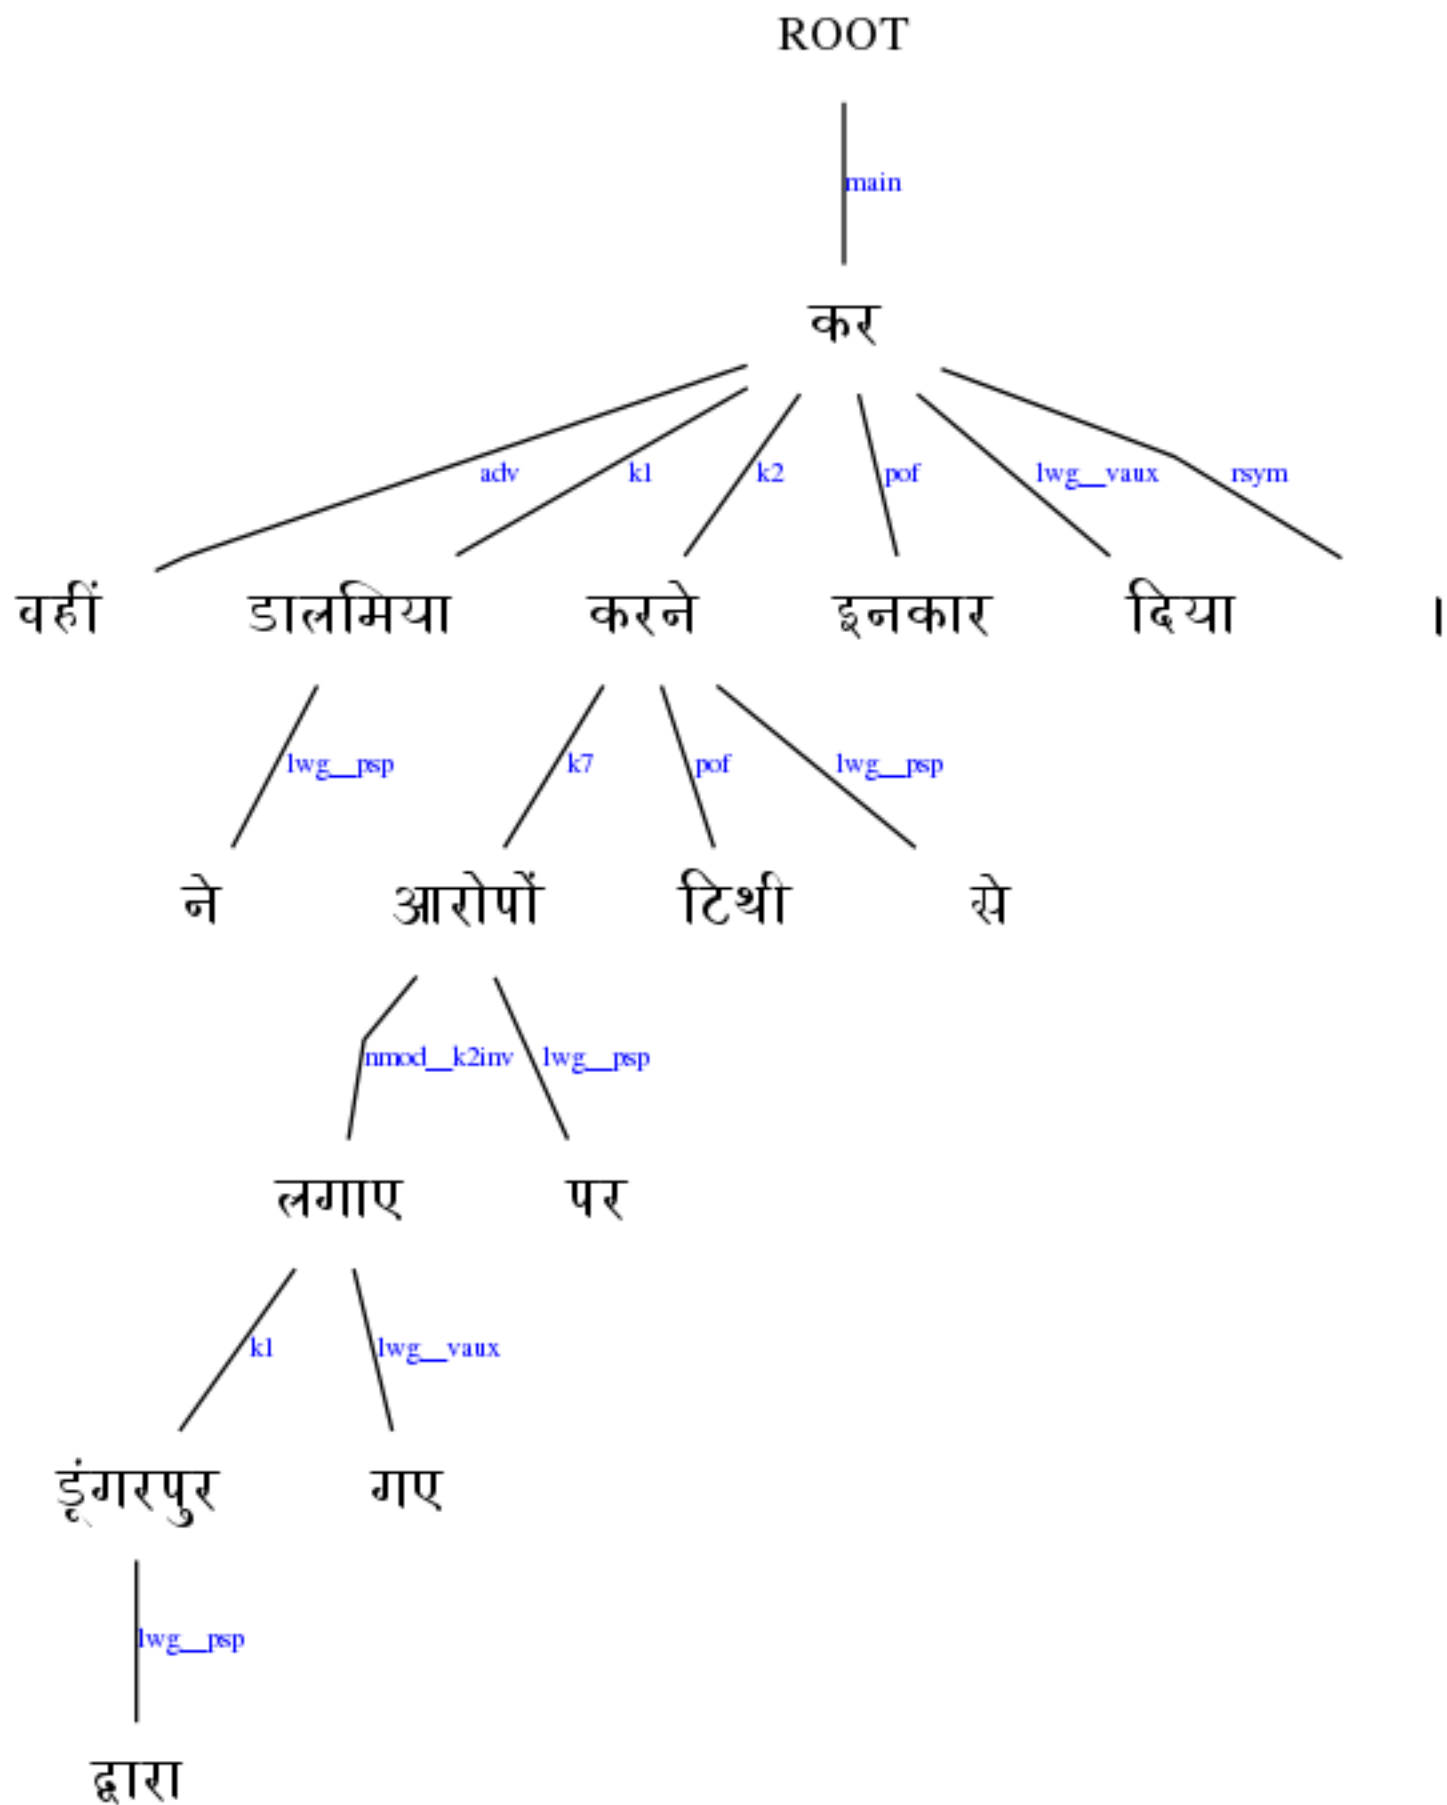 ROOT
main
कर
adv k1 k2 pof lwg__vaux rsym
वहीं डालमिया करने इनकार दिया ।
lwg__psp k7 pof lwg__psp
ने आरोपों टिथी से
nmod__k2inv lwg__psp
लगाए पर
k1 lwg__vaux
डूंगरपुर गए
lwg__psp
द्वारा